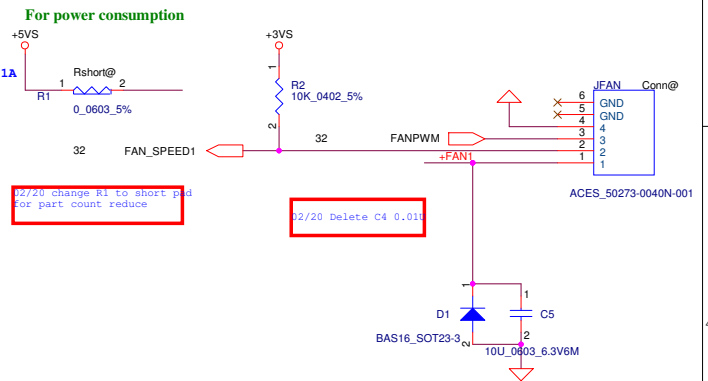 For power consumption
+5VS
+3VS
1A
Rshort@
1
2
R1
0_0603_5%
1
R2
10K_0402_5%
2
JFAN
Conn@
6
GND
5
GND
4
4
3
3
2
2
1
1
32
FAN_SPEED1
32
FANPWM
+FAN1
ACES_50273-0040N-001
02/20 change R1 to short pad
for part count reduce
02/20 Delete C4 0.01U
1
1
D1
C5
BAS16_SOT23-3
2
2
10U_0603_6.3V6M